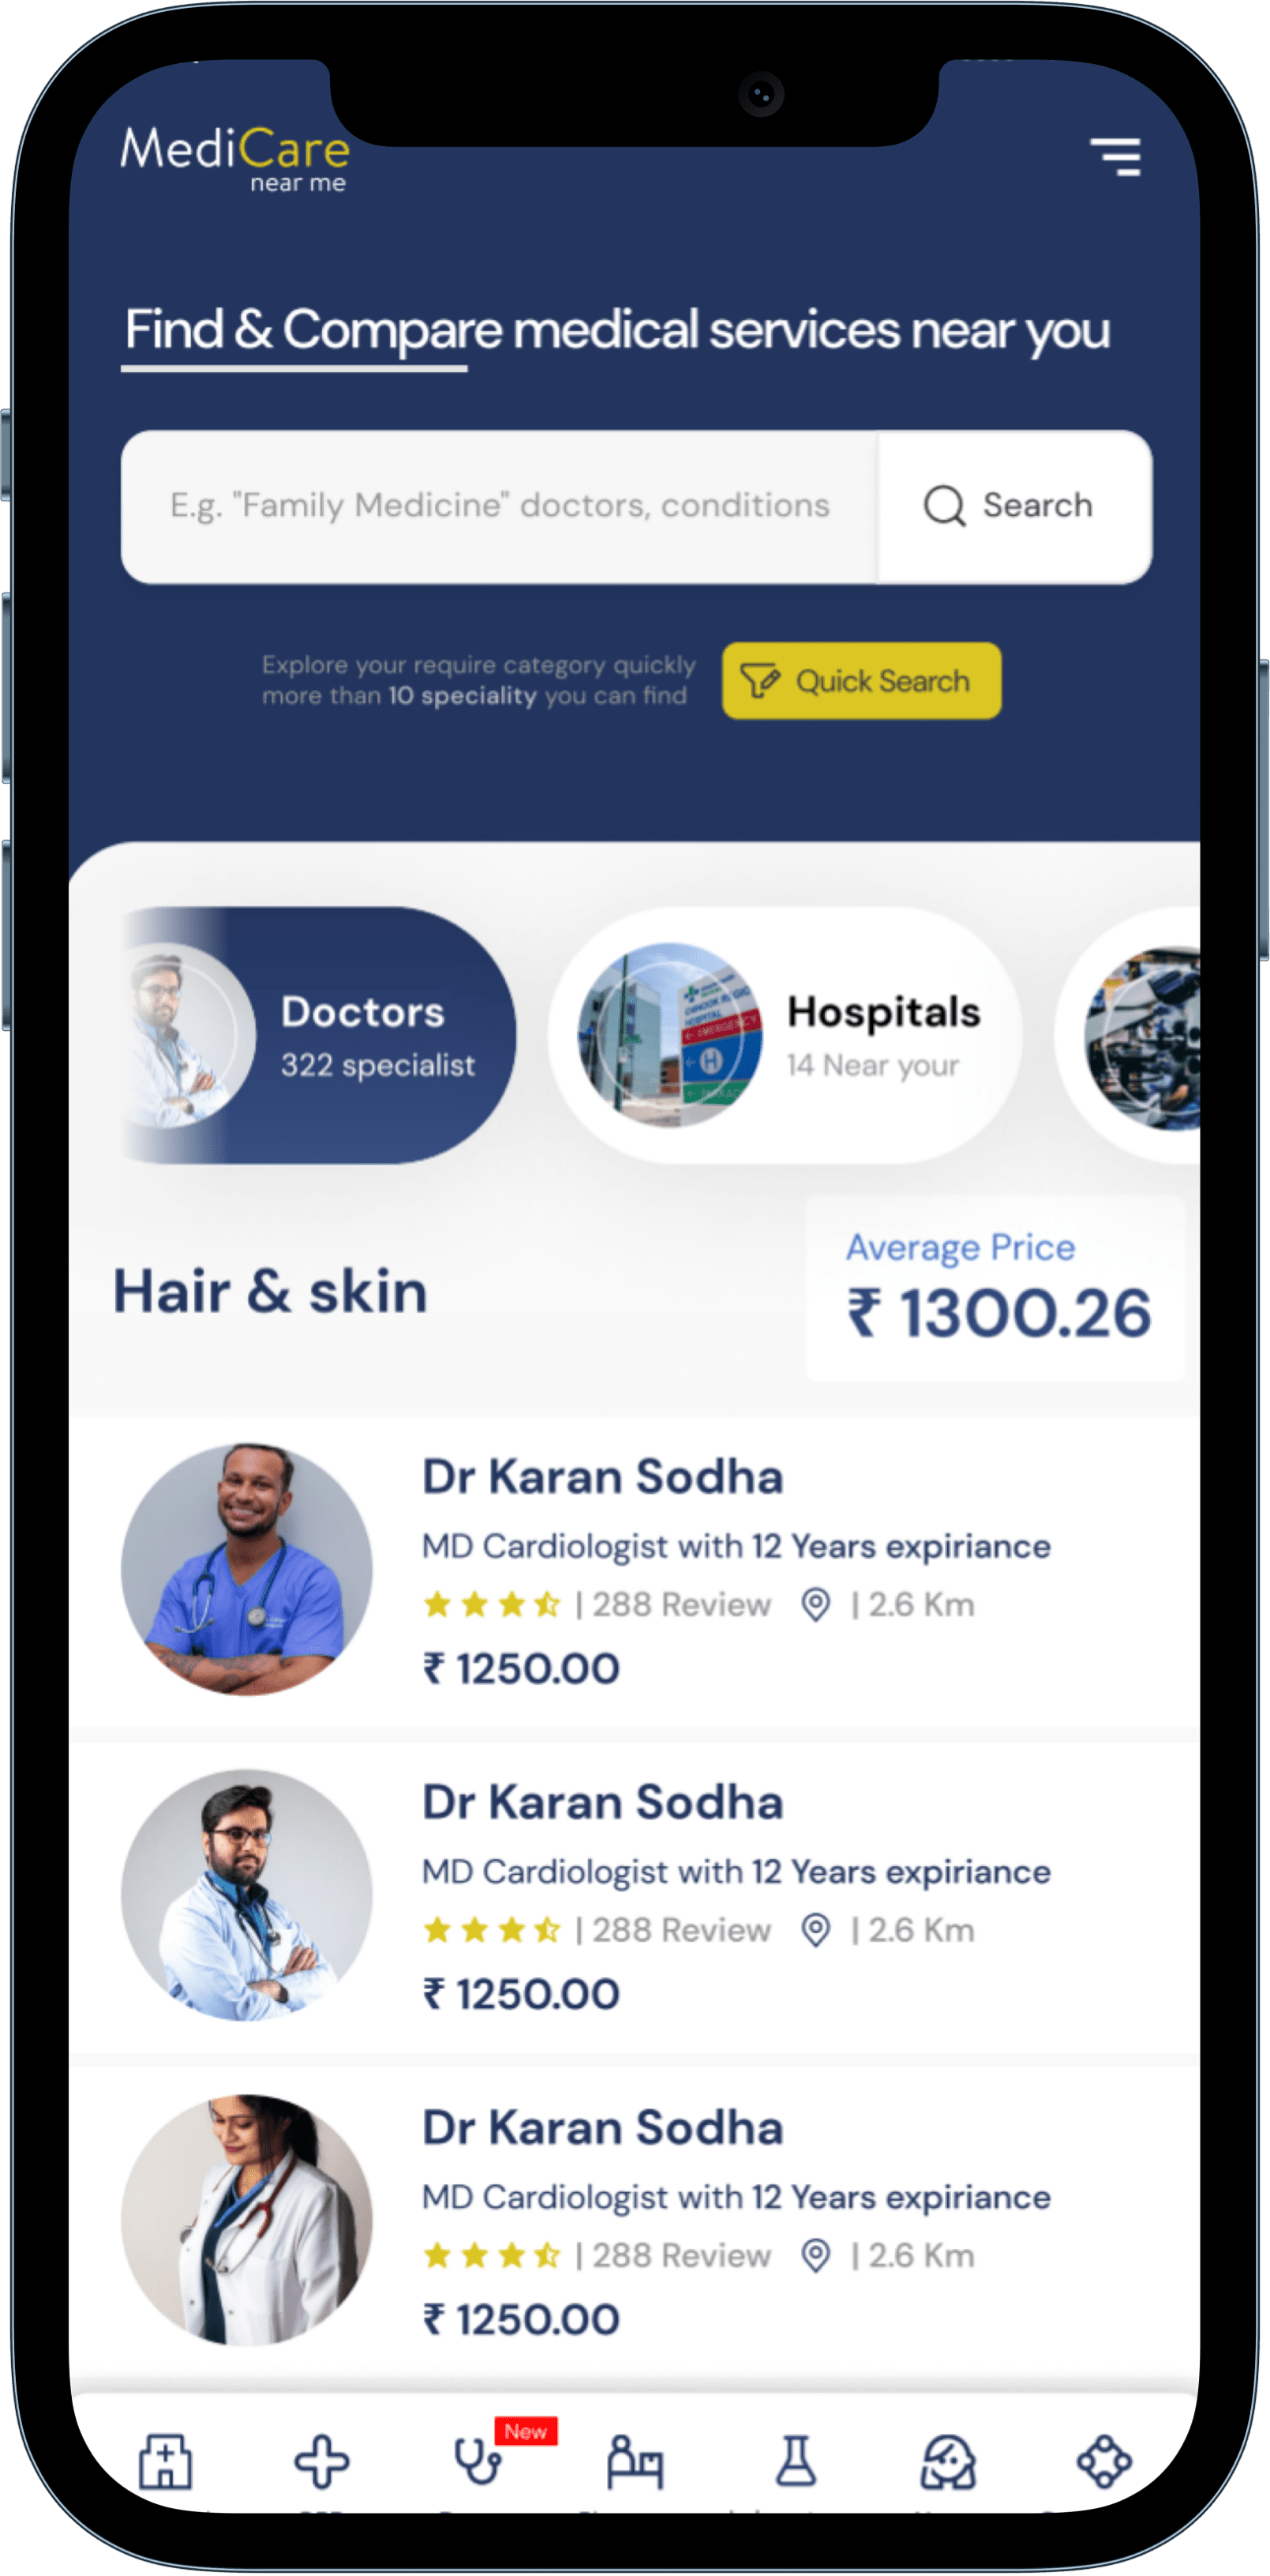 MediCare
near me
Find & Compare medical services near you
E.g. "Family Medicine" doctors, conditions
Search
Explore your require category quickly
more than 10 speciality you can find
Quick Search
Doctors
322 specialist
Hospitals
14 Near your
EMERGENCY
H
Hair & skin
Average Price
₹ 1300.26
Dr Karan Sodha
MD Cardiologist with 12 Years expiriance
| 288 Review | 2.6 Km
₹ 1250.00
Dr Karan Sodha
MD Cardiologist with 12 Years expiriance
| 288 Review | 2.6 Km
₹ 1250.00
Dr Karan Sodha
MD Cardiologist with 12 Years expiriance
| 288 Review | 2.6 Km
₹ 1250.00
New